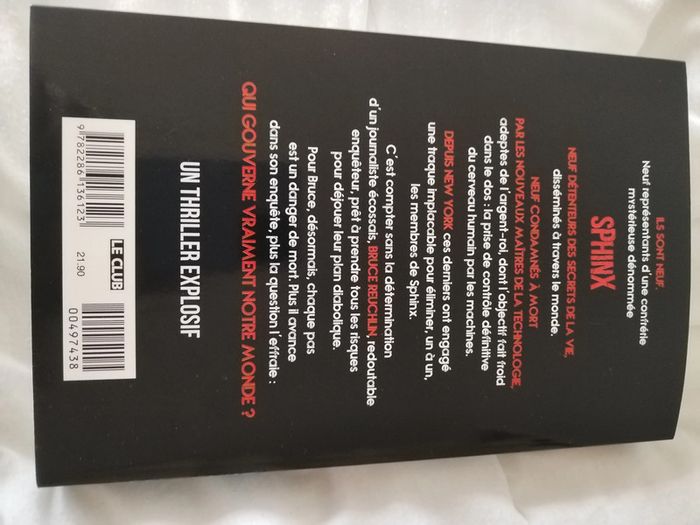 ILS SONT NEUF.
Neuf représentants d'une confrérie
mystérieuse dénommée
SPHINX
NEUF DÉTENTEURS DES SECRETS DE LA VIE,
disséminés à travers le monde,
NEUF CONDAMNÉS À MORT
PAR LES NOUVEAUX MAÎTRES DE LA TECHNOLOGIE,
adeptes de l'argent-roi, dont l'objectif fait froid
dans le dos : la prise de contrôle définitive
du cerveau humain par les machines.
DEPUIS NEW YORK ces derniers ont engagé
une traque implacable pour éliminer, un à un,
les membres de Sphinx.
C'est compter sans la détermination
d'un journaliste écossais, BRUCE REUCHLIN, redoutable
enquêteur, prêt à prendre tous les risques
pour déjouer leur plan diabolique.
Pour Bruce, désormais, chaque pas
est un danger de mort. Plus il avance
dans son enquête, plus la question l'effraie :
QUI GOUVERNE VRAIMENT NOTRE MONDE ?
UN THRILLER EXPLOSIF
9 782286 136123
LE CLUB
21.90
00497438